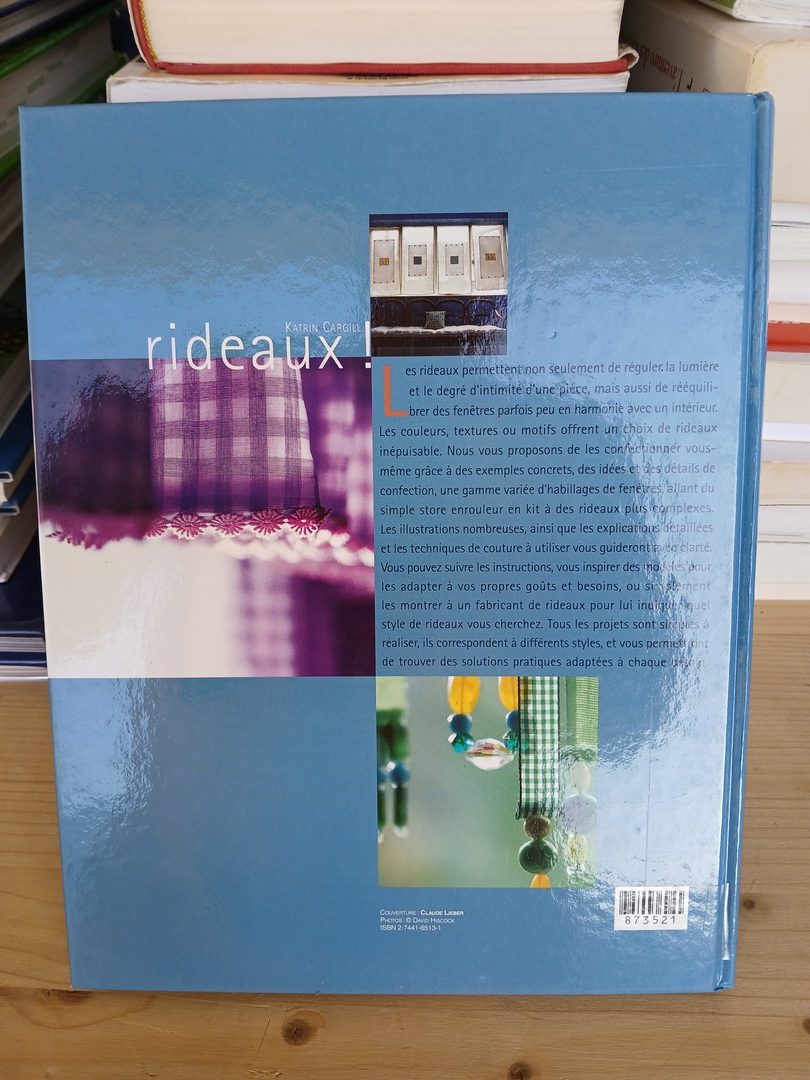 L'aventure des
KATRIN CARGILL
rideaux !
Les rideaux permettent non seulement de réguler la lumière
et le degré d'intimité d'une pièce, mais aussi de rééquili-
brer des fenêtres parfois peu en harmonie avec un intérieur.
Les couleurs, textures ou motifs offrent un choix de rideaux
inépuisable. Nous vous proposons de les confectionner vous-
même grâce à des exemples concrets, des idées et des détails de
confection, une gamme variée d'habillages de fenêtres, allant du
simple store enrouleur en kit à des rideaux plus complexes.
Les illustrations nombreuses, ainsi que les explications détaillées
et les techniques de couture à utiliser vous guideront avec clarté.
Vous pouvez suivre les instructions, vous inspirer des modèles pour
les adapter à vos propres goûts et besoins, ou simplement
les montrer à un fabricant de rideaux pour lui indiquer quel
style de rideaux vous cherchez. Tous les projets sont simples à
réaliser, ils correspondent à différents styles, et vous permettront
de trouver des solutions pratiques adaptées à chaque besoin.
COUVERTURE : CLAUDE LIEBER
PHOTOS : © DAVID HISCOCK
ISBN 2-7441-6513-1
873521